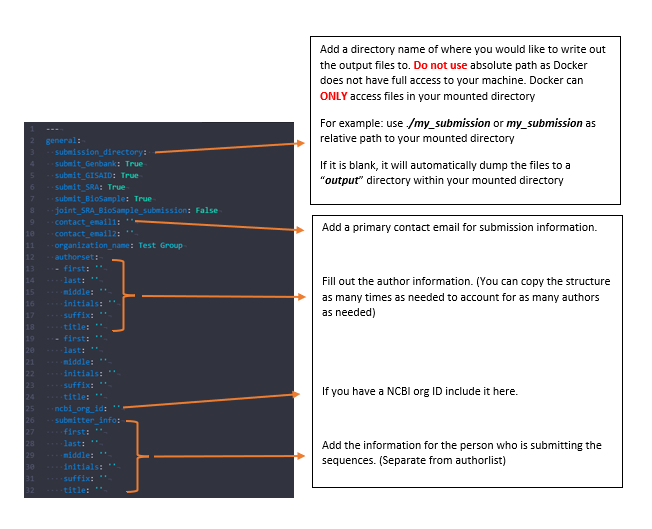 Add a directory name of where you would like to write out
the output files to. Do not use absolute path as Docker
does not have full access to your machine. Docker can
ONLY access files in your mounted directory
For example: use ./my_submission or my_submission as
relative path to your mounted directory
If it is blank, it will automatically dump the files to a
“output” directory within your mounted directory
1 ---
2 general:
3 submission_directory:
4 submit_Genbank: True
5 submit_GISAID: True
6 submit_SRA: True
7 submit_BioSample: True
8 joint_SRA_BioSample_submission: False
9 contact_email1: ''
10 contact_email2: ''
11 organization_name: Test Group
12 authorset:
13 - first: ''
14 last: ''
15 middle: ''
16 initials: ''
17 suffix: ''
18 title: ''
19 - first: ''
20 last: ''
21 middle: ''
22 initials: ''
23 suffix: ''
24 title: ''
25 ncbi_org_id: ''
26 submitter_info:
27 first: ''
28 last: ''
29 middle: ''
30 initials: ''
31 suffix: ''
32 title: ''
Add a primary contact email for submission information.
Fill out the author information. (You can copy the structure
as many times as needed to account for as many authors
as needed)
If you have a NCBI org ID include it here.
Add the information for the person who is submitting the
sequences. (Separate from authorlist)